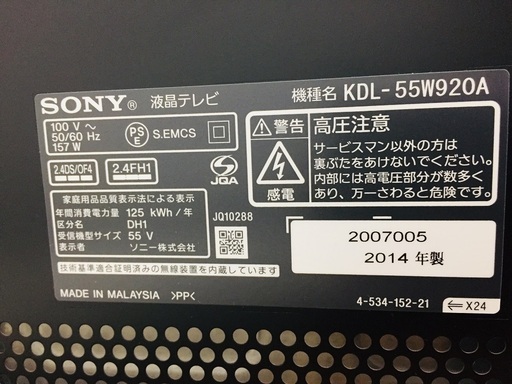 SONY® 液晶テレビ
機種名 KDL-55W920A
100 V～
50/60 Hz
157 W
PSE
S.EMCS
2.4DS/OF4
2.4FH1
JQA
JQ10288
家庭用品品質表示法による表示
年間消費電力量 125 kWh/年
区分名 DH1
受信機型サイズ 55 V
表示者 ソニー株式会社
技術基準適合証明済みの無線装置を内蔵しています
MADE IN MALAYSIA >PP<
警告
感電
高圧注意
サービスマン以外の方は
裏ぶたをあけないでください。
内部には高電圧部分が数多く
あり、万一さわると危険です。
2007005
2014 年製
4-534-152-21
⇐X24